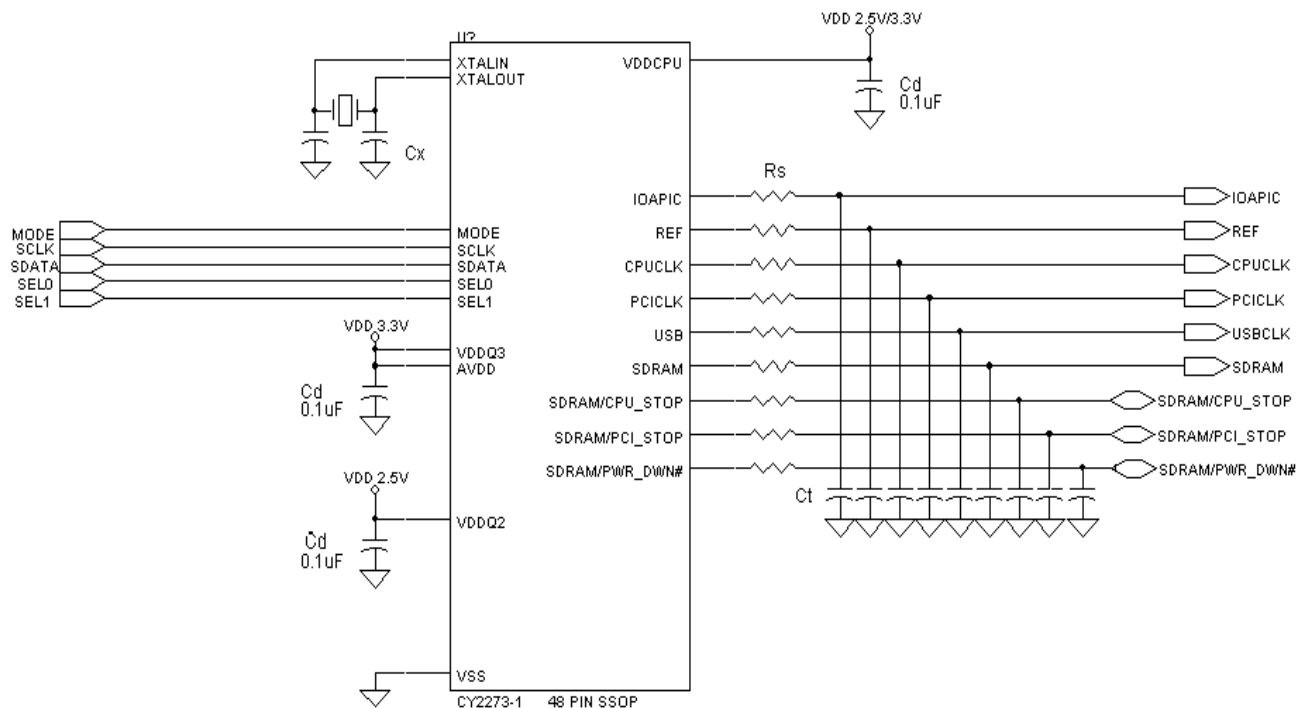 VDD 2.5V/3.3V
U?
XTALIN
XTALOUT
VDDCPU
Cd
0.1uF
Cx
Rs
IOAPIC
IOAPIC
MODE
MODE
REF
REF
SCLK
SCLK
SDATA
SDATA
CPUCLK
CPUCLK
SEL0
SEL0
SEL1
SEL1
PCICLK
PCICLK
VDD 3.3V
USB
USBCLK
VDDQ3
AVDD
SDRAM
SDRAM
Cd
0.1uF
SDRAM/CPU_STOP
SDRAM/CPU_STOP
SDRAM/PCI_STOP
SDRAM/PCI_STOP
SDRAM/PWR_DWN#
SDRAM/PWR_DWN#
VDD 2.5V
Ct
VDDQ2
Cd
0.1uF
VSS
CY2273-1 48 PIN SSOP